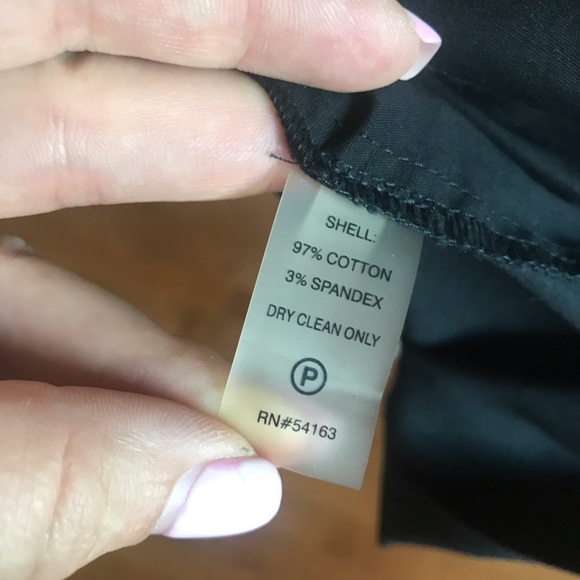 SHELL:
97% COTTON
3% SPANDEX
DRY CLEAN ONLY
P
RN#54163